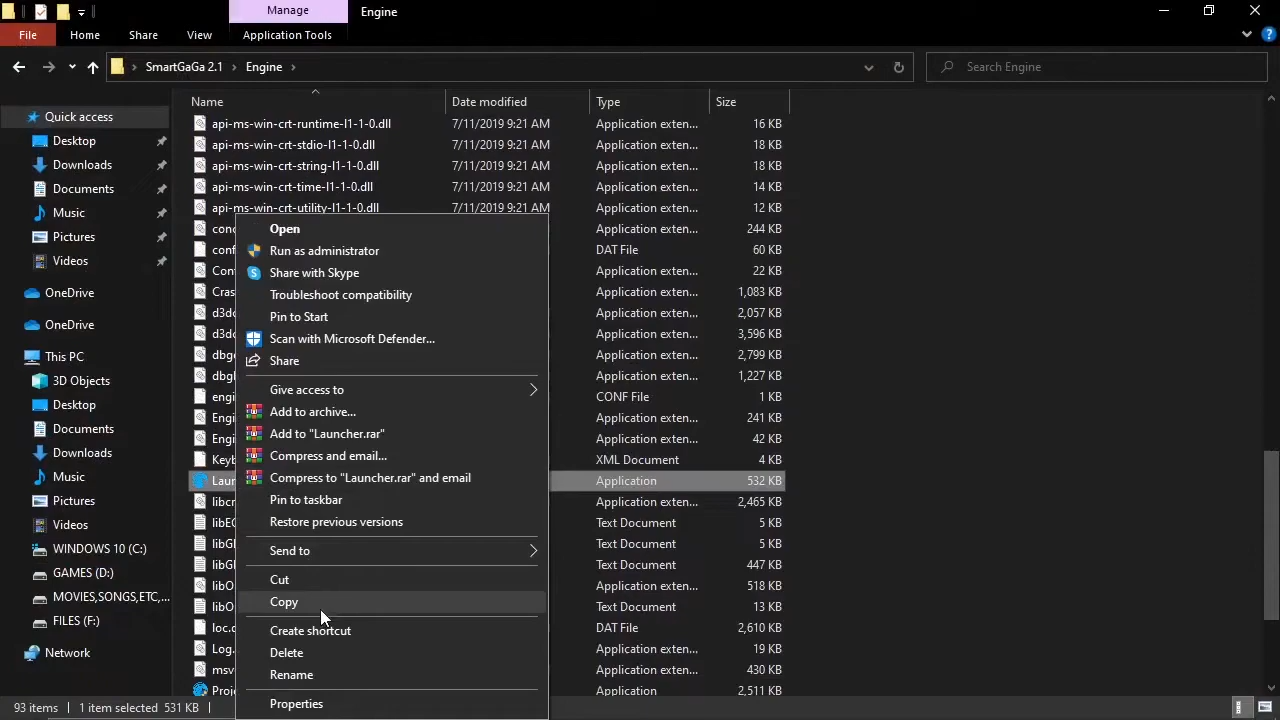 Manage
Engine
File
Home
Share
View
Application Tools
SmartGaGa 2.1
Engine
Search Engine
Name
Date modified
Type
Size
Quick access
Desktop
Downloads
Documents
Music
Pictures
Videos
OneDrive
OneDrive
This PC
3D Objects
Desktop
Documents
Downloads
Music
Pictures
Videos
WINDOWS 10 (C:)
GAMES (D:)
MOVIES,SONGS,ETC,...
FILES (F:)
Network
api-ms-win-crt-runtime-l1-1-0.dll 7/11/2019 9:21 AM Application exten... 16 KB
api-ms-win-crt-stdio-l1-1-0.dll 7/11/2019 9:21 AM Application exten... 18 KB
api-ms-win-crt-string-l1-1-0.dll 7/11/2019 9:21 AM Application exten... 18 KB
api-ms-win-crt-time-l1-1-0.dll 7/11/2019 9:21 AM Application exten... 14 KB
api-ms-win-crt-utility-l1-1-0.dll 7/11/2019 9:21 AM Application exten... 12 KB
Application exten... 244 KB
conf DAT File 60 KB
Application exten... 22 KB
Application exten... 1,083 KB
Application exten... 2,057 KB
Application exten... 3,596 KB
Application exten... 2,799 KB
Application exten... 1,227 KB
CONF File 1 KB
Application exten... 241 KB
Application exten... 42 KB
XML Document 4 KB
Application 532 KB
Application exten... 2,465 KB
Text Document 5 KB
Text Document 5 KB
Text Document 447 KB
Application exten... 518 KB
Text Document 13 KB
DAT File 2,610 KB
Application exten... 19 KB
Application exten... 430 KB
Application 2,511 KB
Open
Run as administrator
Share with Skype
Troubleshoot compatibility
Pin to Start
Scan with Microsoft Defender...
Share
Give access to
Add to archive...
Add to "Launcher.rar"
Compress and email...
Compress to "Launcher.rar" and email
Pin to taskbar
Restore previous versions
Send to
Cut
Copy
Create shortcut
Delete
Rename
Properties
93 items
1 item selected 531 KB